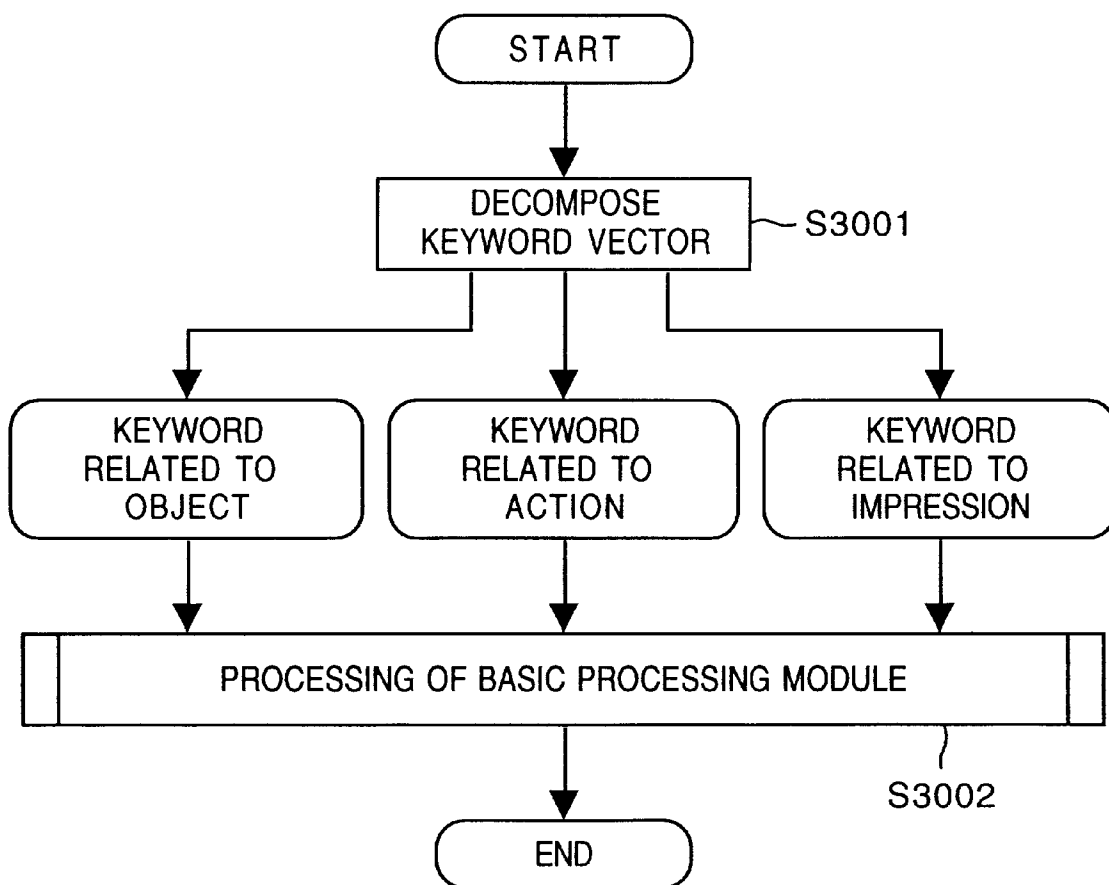 START
DECOMPOSE
KEYWORD VECTOR
S3001
KEYWORD
RELATED TO
OBJECT
KEYWORD
RELATED TO
ACTION
KEYWORD
RELATED TO
IMPRESSION
PROCESSING OF BASIC PROCESSING MODULE
S3002
END